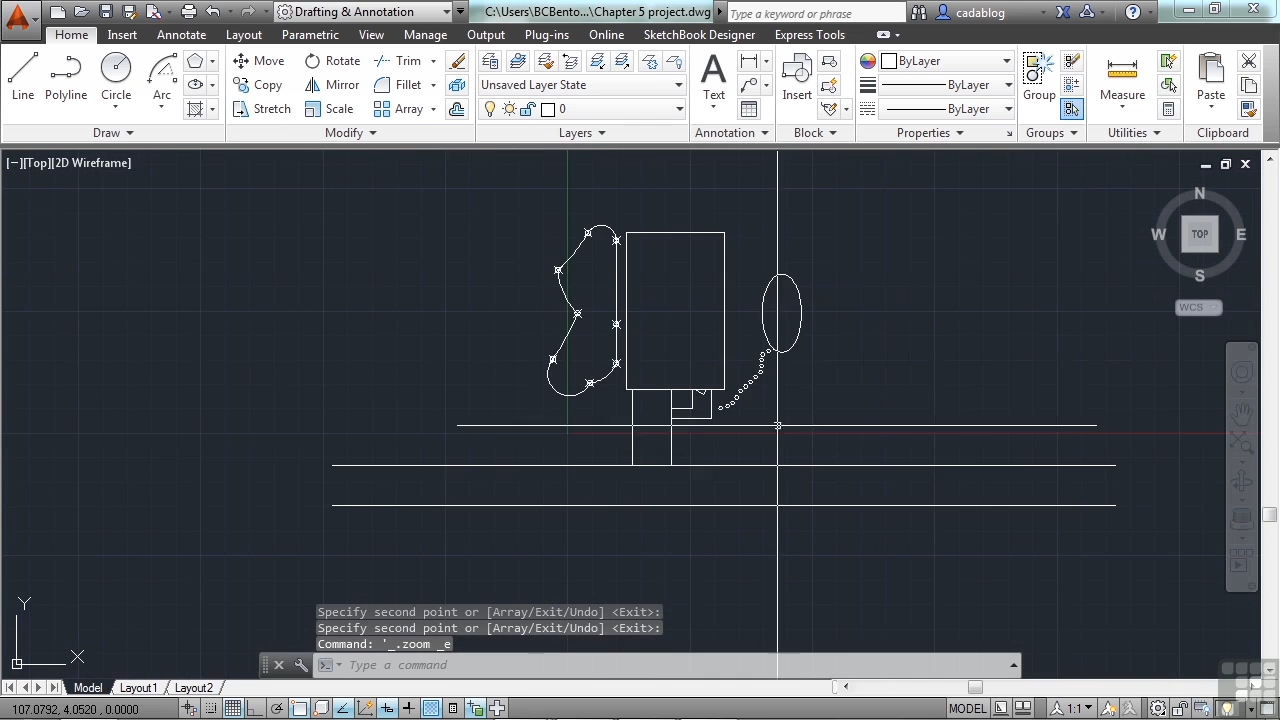 Drafting & Annotation
C:\Users\BCBento...\Chapter 5 project.dwg
Type a keyword or phrase
cadablog
Home Insert Annotate Layout Parametric View Manage Output Plug-ins Online SketchBook Designer Express Tools
Line Polyline Circle Arc
Move Rotate Trim
Copy Mirror Fillet
Stretch Scale Array
Unsaved Layer State
0
Text
Insert
ByLayer
ByLayer
ByLayer
Group
Measure
Paste
Draw Modify Layers Annotation Block Properties Groups Utilities Clipboard
[−][Top][2D Wireframe]
N
W TOP E
S
WCS
Y
X
Specify second point or [Array/Exit/Undo] <Exit>:
Specify second point or [Array/Exit/Undo] <Exit>:
Command: '_.zoom _e
Type a command
Model Layout1 Layout2
107.0792, 4.0520, 0.0000
MODEL
1:1